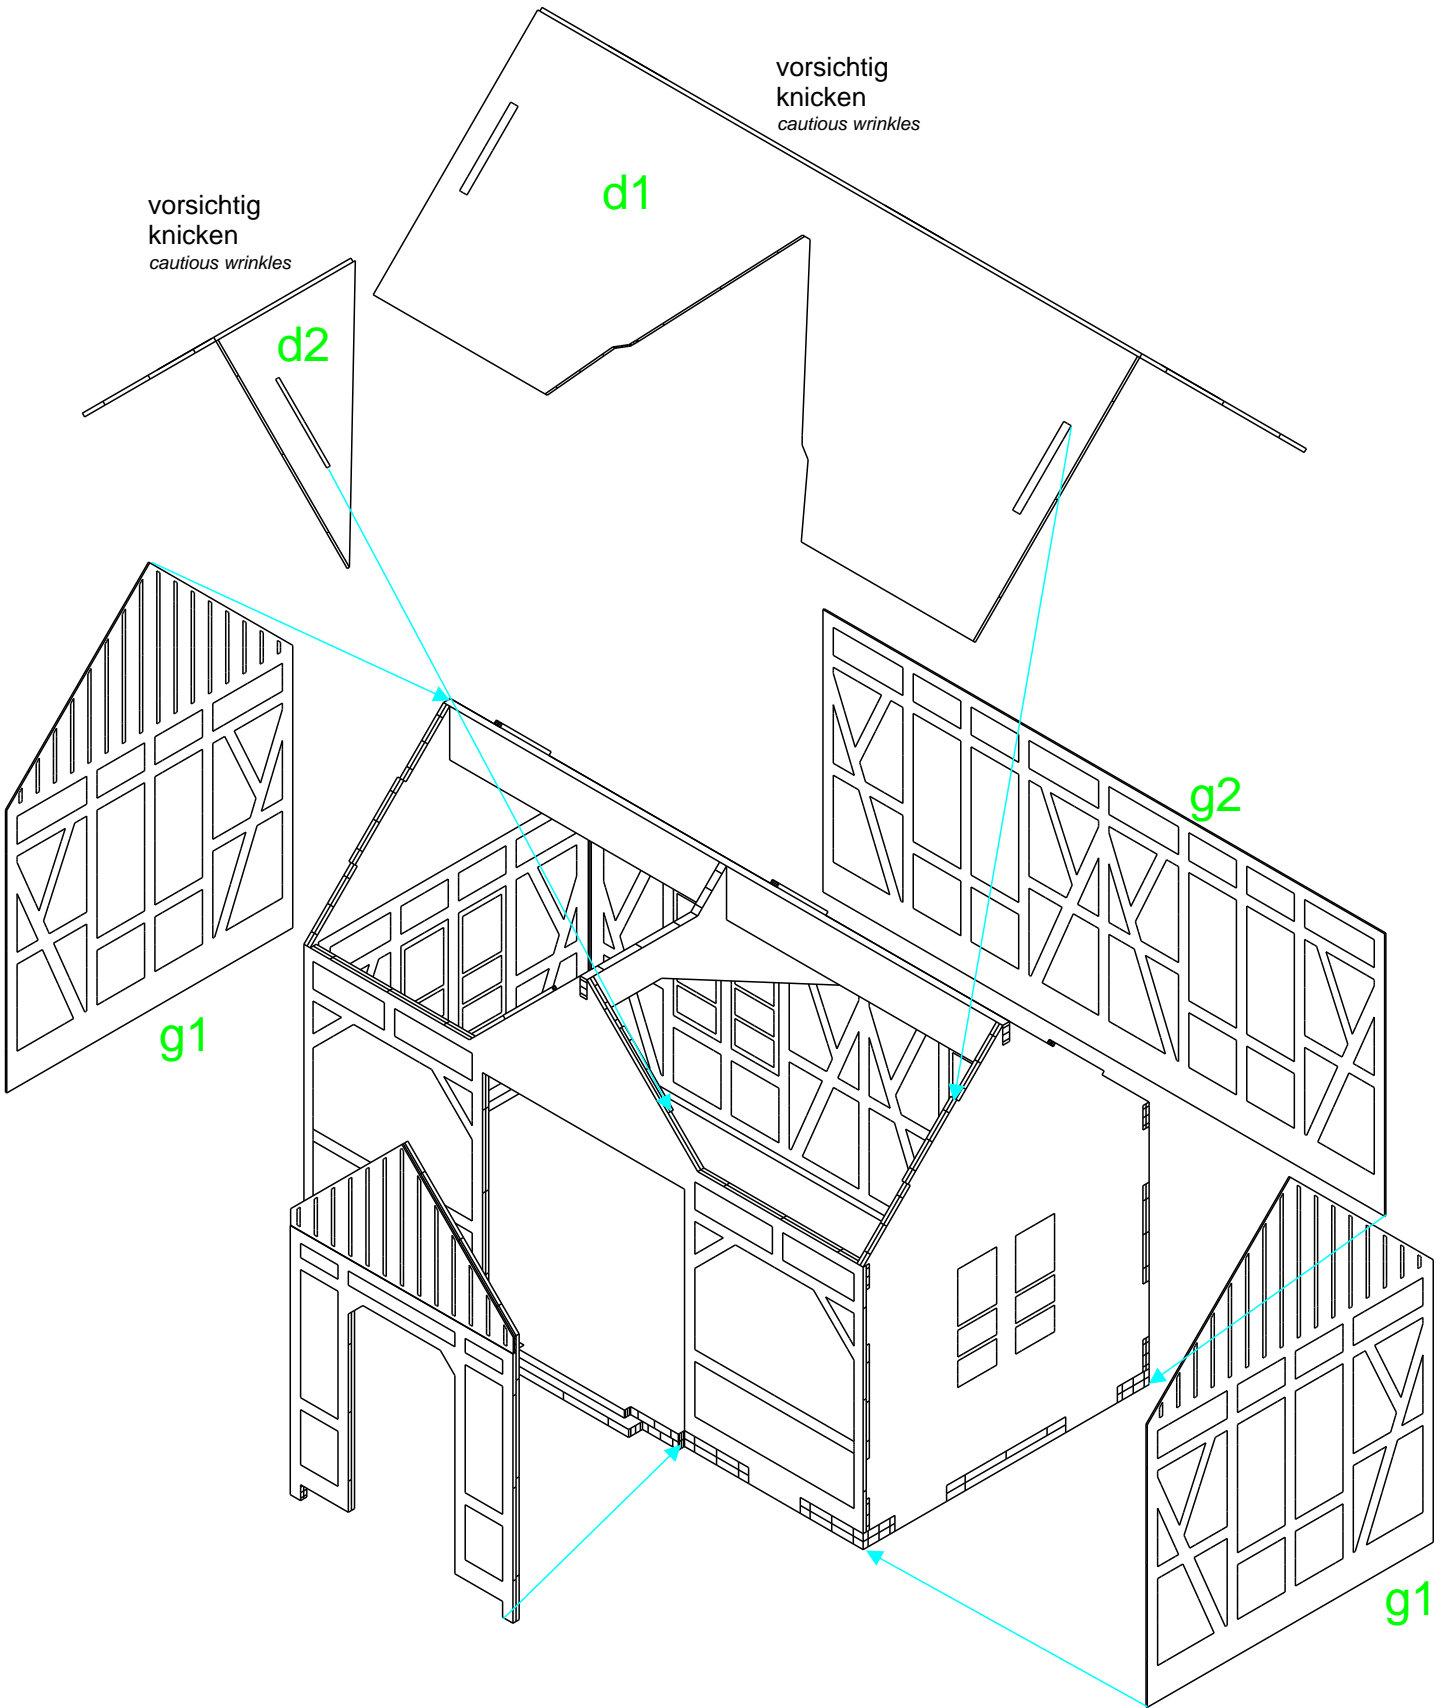 vorsichtig
knicken
cautious wrinkles
d1
vorsichtig
knicken
cautious wrinkles
d2
g2
g1
g1